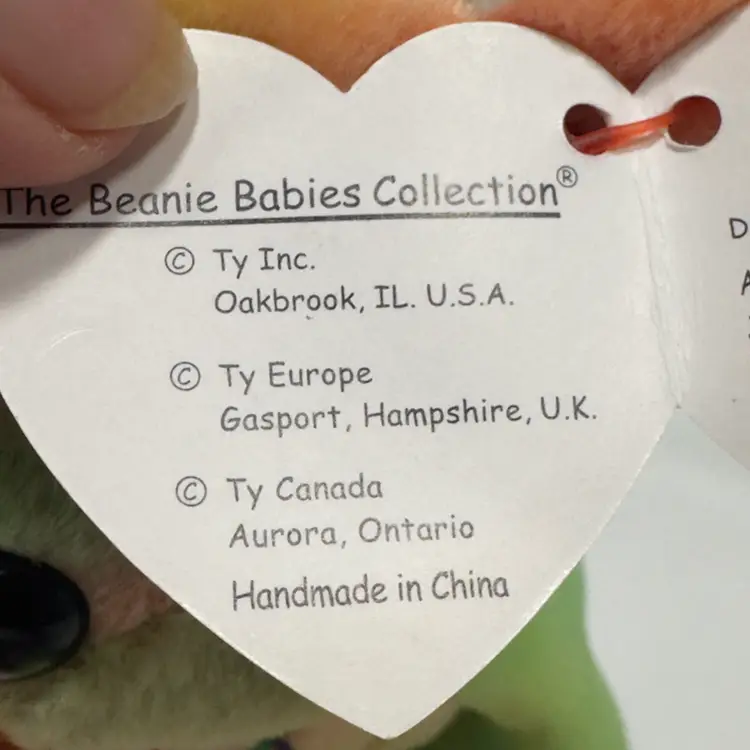 The Beanie Babies Collection®
© Ty Inc.
Oakbrook, IL. U.S.A.
© Ty Europe
Gasport, Hampshire, U.K.
© Ty Canada
Aurora, Ontario
Handmade in China
D
A